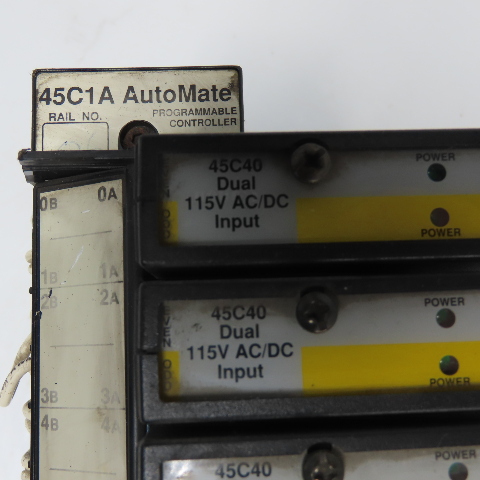 45C1A AutoMate
PROGRAMMABLE
RAIL NO.
CONTROLLER
0B 0A
1B 1A
2B 2A
3B 3A
4B 4A
45C40
Dual
115V AC/DC
Input
POWER
POWER
45C40
Dual
115V AC/DC
Input
POWER
POWER
45C40
POWER